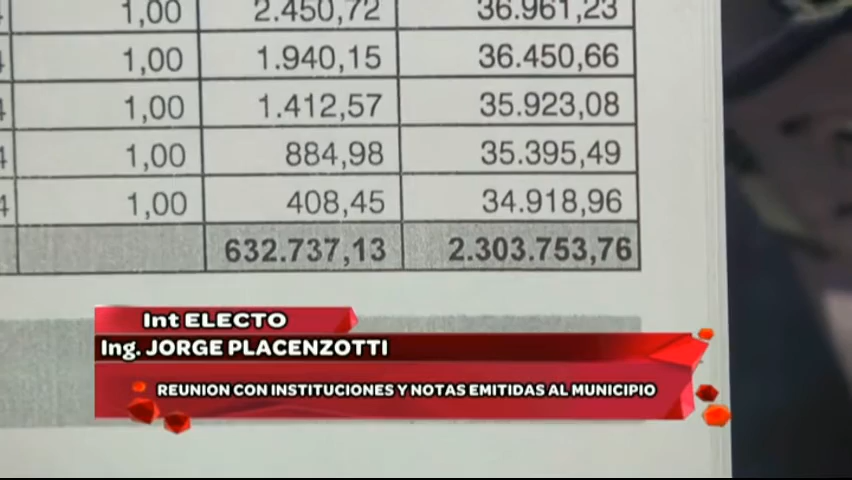 1,00 2.450,72 36.961,23
1,00 1.940,15 36.450,66
1,00 1.412,57 35.923,08
1,00 884,98 35.395,49
4 1,00 408,45 34.918,96
632.737,13 2.303.753,76
Int ELECTO
Ing. JORGE PLACENZOTTI
REUNION CON INSTITUCIONES Y NOTAS EMITIDAS AL MUNICIPIO